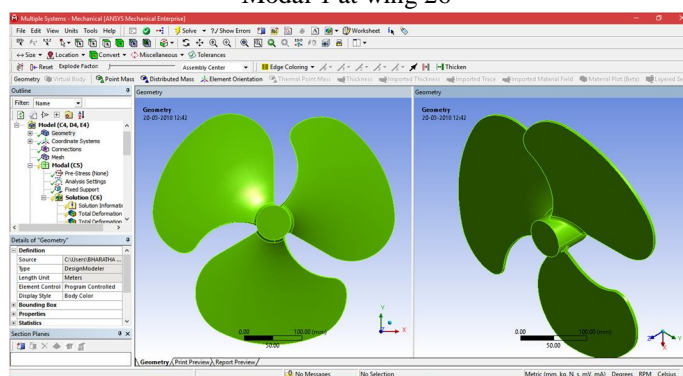 Multiple Systems - Mechanical [ANSYS Mechanical Enterprise]
File Edit View Units Tools Help Solve ?/ Show Errors Worksheet
Size Location Convert Miscellaneous Tolerances
Reset Explode Factor: Assembly Center Edge Coloring Thicken
Geometry Virtual Body Point Mass Distributed Mass Element Orientation Thermal Point Mass Thickness Imported Thickness Imported Trace Imported Material Field Material Plot (Beta) Layered Se
Outline
Filter: Name
Model (C4, D4, E4)
Geometry
Coordinate Systems
Connections
Mesh
Modal (C5)
Pre-Stress (None)
Analysis Settings
Fixed Support
Solution (C6)
Solution Informati
Total Deformation
Total Deformation
Details of "Geometry"
Definition
Source C:\Users\BHARATHA ...
Type DesignModeler
Length Unit Meters
Element Control Program Controlled
Display Style Body Color
Bounding Box
Properties
Statistics
Section Planes
Geometry
Geometry
20-03-2018 12:42
0.00 100.00 (mm)
50.00
Y
X
Z
Geometry
Geometry
20-03-2018 12:42
0.00 100.00 (mm)
50.00
Y
X
Geometry Print Preview Report Preview
No Messages No Selection Metric (mm, kg, N, s, mV, mA) Degrees RPM Celsius